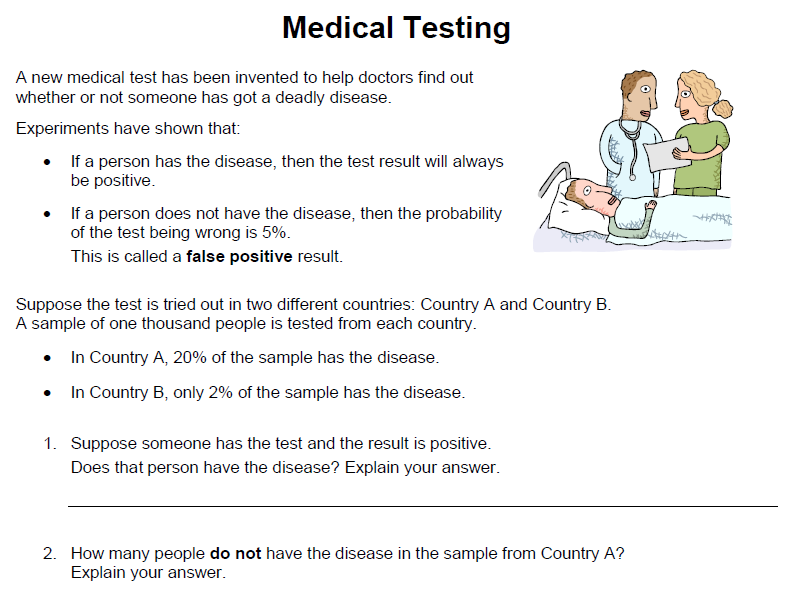 Medical Testing
A new medical test has been invented to help doctors find out
whether or not someone has got a deadly disease.
Experiments have shown that:
• If a person has the disease, then the test result will always
be positive.
• If a person does not have the disease, then the probability
of the test being wrong is 5%.
This is called a false positive result.
Suppose the test is tried out in two different countries: Country A and Country B.
A sample of one thousand people is tested from each country.
• In Country A, 20% of the sample has the disease.
• In Country B, only 2% of the sample has the disease.
1. Suppose someone has the test and the result is positive.
Does that person have the disease? Explain your answer.
2. How many people do not have the disease in the sample from Country A?
Explain your answer.